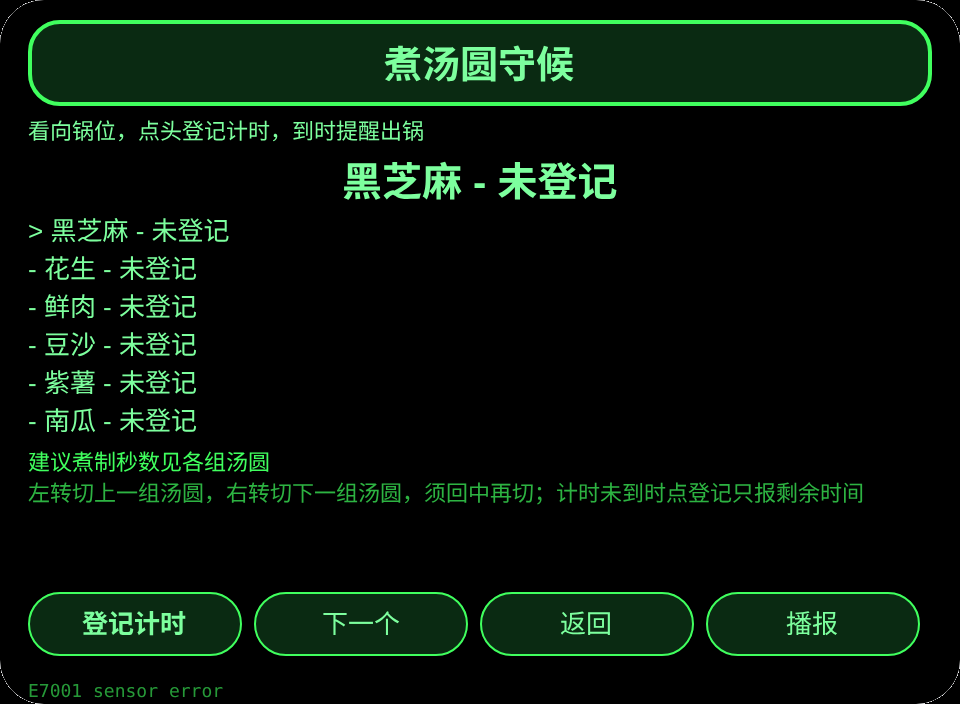 煮汤圆守候
看向锅位，点头登记计时，到时提醒出锅
黑芝麻 - 未登记
> 黑芝麻 - 未登记
- 花生 - 未登记
- 鲜肉 - 未登记
- 豆沙 - 未登记
- 紫薯 - 未登记
- 南瓜 - 未登记
建议煮制秒数见各组汤圆
左转切上一组汤圆，右转切下一组汤圆，须回中再切；计时未到时点登记只报剩余时间
登记计时 下一个 返回 播报
E7001 sensor error